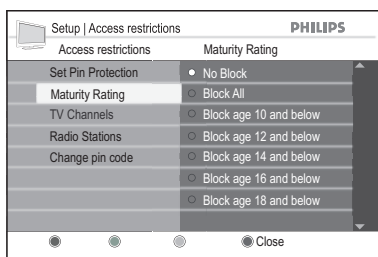 Setup | Access restrictions PHILIPS
Access restrictions Maturity Rating
Set Pin Protection No Block
Maturity Rating Block All
TV Channels Block age 10 and below
Radio Stations Block age 12 and below
Change pin code Block age 14 and below
Block age 16 and below
Block age 18 and below
Close